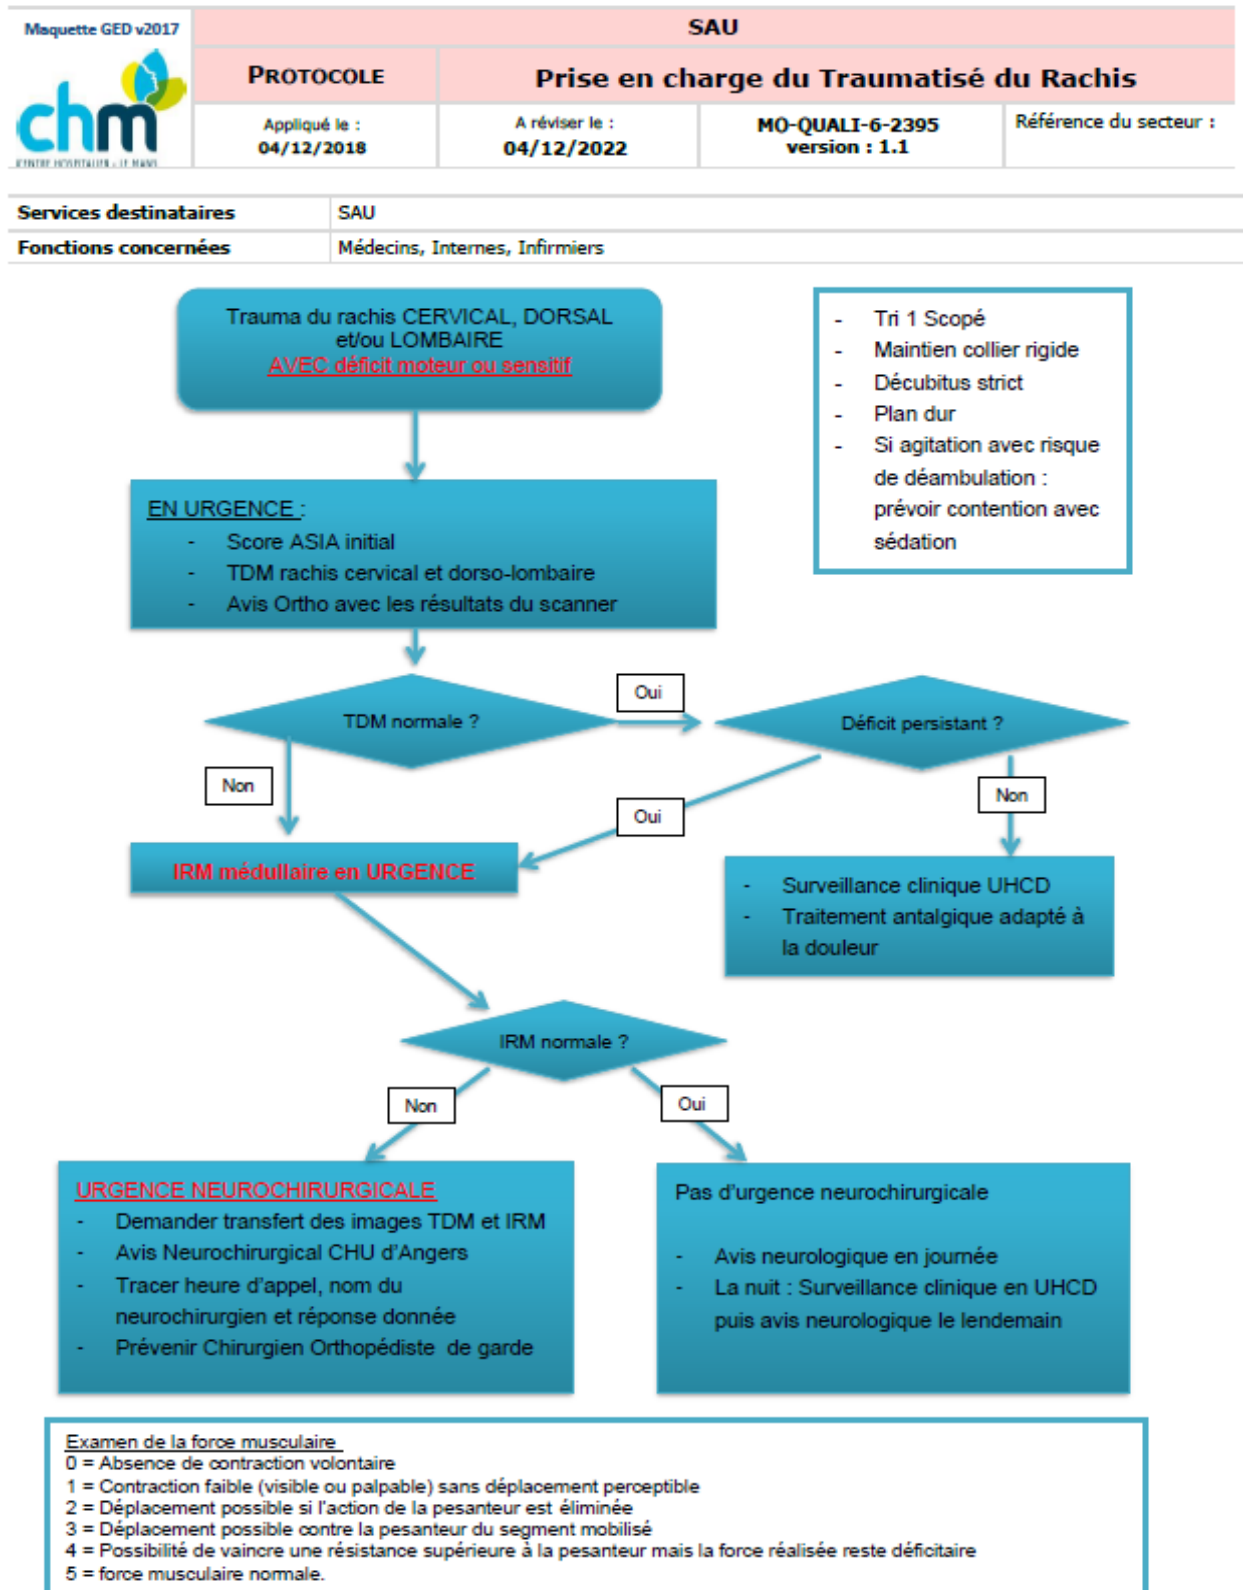 Maquette GED v2017
chm
CENTRE HOSPITALIER - LE MANS
SAU
PROTOCOLE
Prise en charge du Traumatisé du Rachis
Appliqué le :
04/12/2018
A réviser le :
04/12/2022
MO-QUALI-6-2395
version : 1.1
Référence du secteur :
Services destinataires
SAU
Fonctions concernées
Médecins, Internes, Infirmiers
Trauma du rachis CERVICAL, DORSAL
et/ou LOMBAIRE
AVEC déficit moteur ou sensitif
- Tri 1 Scopé
- Maintien collier rigide
- Décubitus strict
- Plan dur
- Si agitation avec risque
de déambulation :
prévoir contention avec
sédation
EN URGENCE :
- Score ASIA initial
- TDM rachis cervical et dorso-lombaire
- Avis Ortho avec les résultats du scanner
TDM normale ?
Oui
Déficit persistant ?
Non
Oui
Non
IRM médullaire en URGENCE
- Surveillance clinique UHCD
- Traitement antalgique adapté à
la douleur
IRM normale ?
Non
Oui
URGENCE NEUROCHIRURGICALE
- Demander transfert des images TDM et IRM
- Avis Neurochirurgical CHU d'Angers
- Tracer heure d'appel, nom du
neurochirurgien et réponse donnée
- Prévenir Chirurgien Orthopédiste de garde
Pas d'urgence neurochirurgicale
- Avis neurologique en journée
- La nuit : Surveillance clinique en UHCD
puis avis neurologique le lendemain
Examen de la force musculaire
0 = Absence de contraction volontaire
1 = Contraction faible (visible ou palpable) sans déplacement perceptible
2 = Déplacement possible si l'action de la pesanteur est éliminée
3 = Déplacement possible contre la pesanteur du segment mobilisé
4 = Possibilité de vaincre une résistance supérieure à la pesanteur mais la force réalisée reste déficitaire
5 = force musculaire normale.